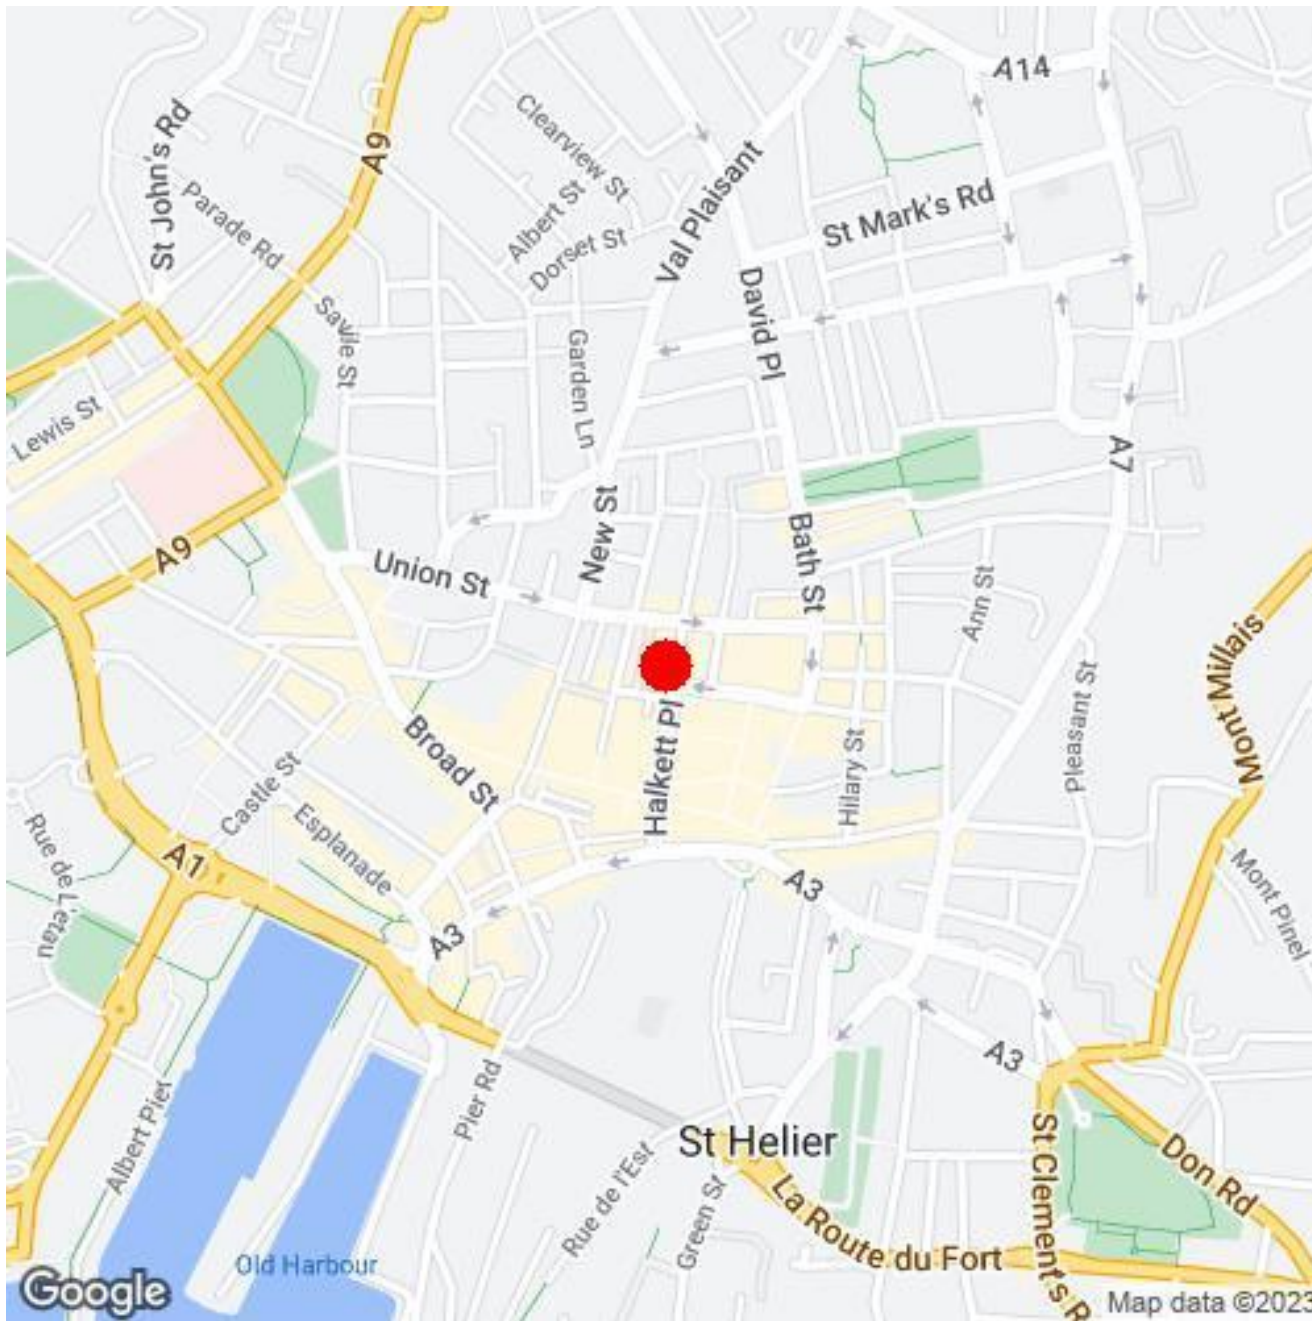 A14
St John's Rd
A9
Clearview St
Albert St
Dorset St
Val Plaisant
St Mark's Rd
Parade Rd
Savile St
David Pl
Garden Ln
Lewis St
A7
New St
Bath St
A9
Union St
Ann St
Mont Millais
Pleasant St
Broad St
Halkett Pl
Hilary St
Castle St
Esplanade
Rue de L'étau
A1
A3
A3
Mont Pinel
A3
Pier Rd
Albert Pier
St Helier
Rue de l'Est
Green St
La Route du Fort
St Clement's R
Don Rd
Old Harbour
Google
Map data ©2023